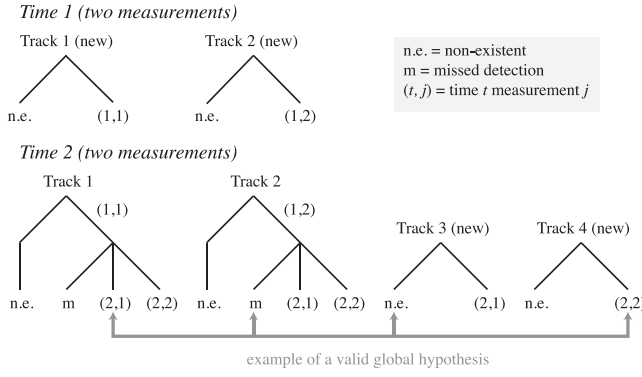 Time 1 (two measurements)
Track 1 (new)
Track 2 (new)
n.e. = non-existent
m = missed detection
(t, j) = time t measurement j
n.e.
(1,1)
n.e.
(1,2)
Time 2 (two measurements)
Track 1
Track 2
(1,1)
(1,2)
Track 3 (new)
Track 4 (new)
n.e.
m
(2,1)
(2,2)
n.e.
m
(2,1)
(2,2)
n.e.
(2,1)
n.e.
(2,2)
example of a valid global hypothesis